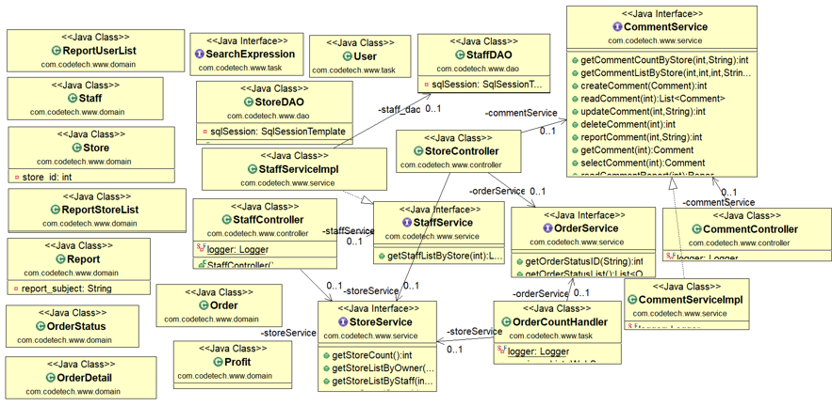 <<Java Class>>
ReportUserList
com.codetech.www.domain
<<Java Interface>>
SearchExpression
com.codetech.www.task
<<Java Class>>
User
com.codetech.www.task
<<Java Class>>
StaffDAO
com.codetech.www.dao
sqlSession: SqlSessionT...
<<Java Interface>>
CommentService
com.codetech.www.service
getCommentCountByStore(int,String):int
getCommentListByStore(int,int,int,Strin...
createComment(Comment):int
readComment(int):List<Comment>
updateComment(int,String):int
deleteComment(int):int
reportComment(int,String):int
getComment(int):Comment
selectComment(int):Comment
<<Java Class>>
Staff
com.codetech.www.domain
<<Java Class>>
StoreDAO
com.codetech.www.dao
sqlSession: SqlSessionTemplate
-staff_dac
0..1
-commentService
0..1
<<Java Class>>
Store
com.codetech.www.domain
store_id: int
<<Java Class>>
StaffServiceImpl
com.codetech.www.service
<<Java Class>>
StoreController
com.codetech.www.controller
-orderService
0..1
<<Java Class>>
ReportStoreList
com.codetech.www.domain
<<Java Class>>
StaffController
com.codetech.www.controller
logger: Logger
StaffController(
-staffService
0..1
<<Java Interface>>
StaffService
com.codetech.www.service
getStaffListByStore(int):L...
<<Java Interface>>
OrderService
com.codetech.www.service
getOrderStatusID(String):int
getOrderStatusList():List<O...
0..1
-commentService
<<Java Class>>
CommentController
com.codetech.www.controller
logger: Logger
<<Java Class>>
Report
com.codetech.www.domain
report_subject: String
<<Java Class>>
Order
com.codetech.www.domain
0..1
0..1
-storeService
-storeService
<<Java Interface>>
StoreService
com.codetech.www.service
getStoreCount():int
getStoreListByOwner(...
getStoreListByStaff(in...
-orderService
0..1
-storeService
0..1
<<Java Class>>
OrderCountHandler
com.codetech.www.task
logger: Logger
<<Java Class>>
CommentServiceImpl
com.codetech.www.service
logger: Logger
<<Java Class>>
OrderStatus
com.codetech.www.domain
<<Java Class>>
Profit
com.codetech.www.domain
<<Java Class>>
OrderDetail
com.codetech.www.domain